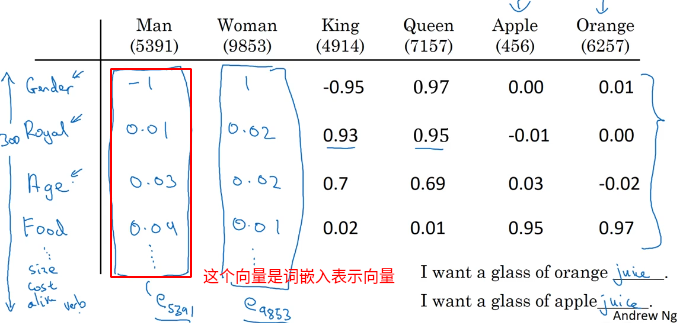 Man Woman King Queen Apple Orange
(5391) (9853) (4914) (7157) (456) (6257)
Gender -1 1 -0.95 0.97 0.00 0.01
300 Royal 0.01 0.02 0.93 0.95 -0.01 0.00
Age 0.03 0.02 0.7 0.69 0.03 -0.02
Food 0.04 0.01 0.02 0.01 0.95 0.97
size
cost
alive verb
这个向量是词嵌入表示向量
e5391 e9853
I want a glass of orange juice.
I want a glass of apple juice.
Andrew Ng